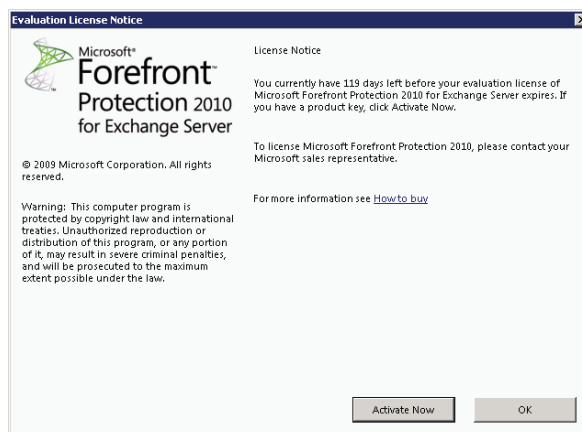 Evaluation License Notice
Microsoft®
Forefront™
Protection 2010
for Exchange Server
© 2009 Microsoft Corporation. All rights
reserved.
Warning: This computer program is
protected by copyright law and international
treaties. Unauthorized reproduction or
distribution of this program, or any portion
of it, may result in severe criminal penalties,
and will be prosecuted to the maximum
extent possible under the law.
License Notice
You currently have 119 days left before your evaluation license of
Microsoft Forefront Protection 2010 for Exchange Server expires. If
you have a product key, click Activate Now.
To license Microsoft Forefront Protection 2010, please contact your
Microsoft sales representative.
For more information see How to buy
Activate Now
OK